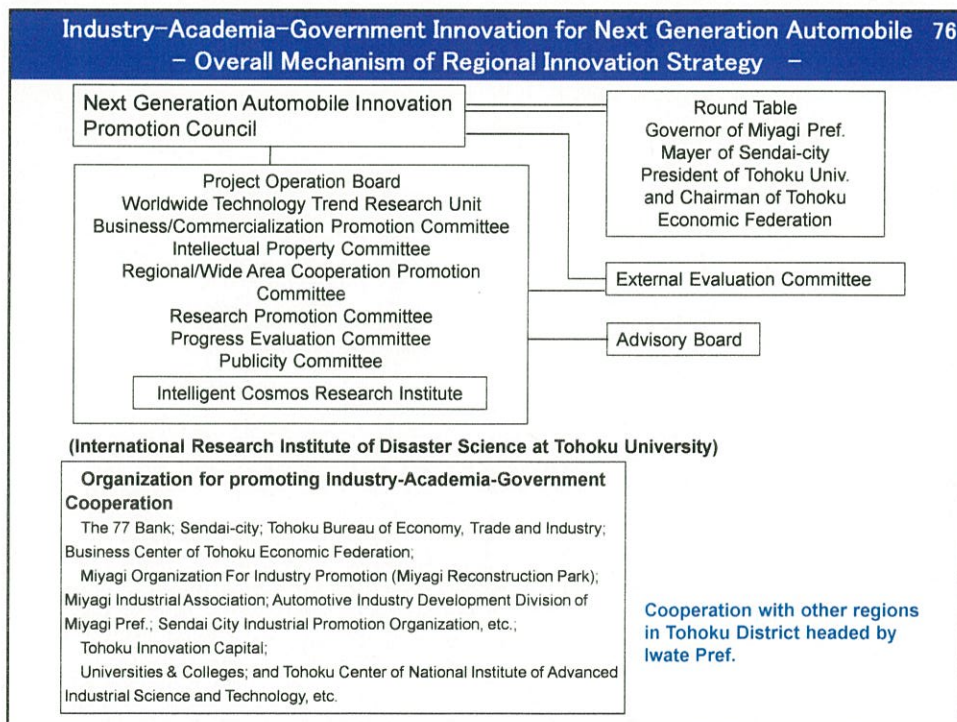 Industry-Academia-Government Innovation for Next Generation Automobile 76
- Overall Mechanism of Regional Innovation Strategy -
Next Generation Automobile Innovation
Promotion Council
Round Table
Governor of Miyagi Pref.
Mayer of Sendai-city
President of Tohoku Univ.
and Chairman of Tohoku
Economic Federation
Project Operation Board
Worldwide Technology Trend Research Unit
Business/Commercialization Promotion Committee
Intellectual Property Committee
Regional/Wide Area Cooperation Promotion
Committee
Research Promotion Committee
Progress Evaluation Committee
Publicity Committee
Intelligent Cosmos Research Institute
External Evaluation Committee
Advisory Board
(International Research Institute of Disaster Science at Tohoku University)
Organization for promoting Industry-Academia-Government
Cooperation
The 77 Bank; Sendai-city; Tohoku Bureau of Economy, Trade and Industry;
Business Center of Tohoku Economic Federation;
Miyagi Organization For Industry Promotion (Miyagi Reconstruction Park);
Miyagi Industrial Association; Automotive Industry Development Division of
Miyagi Pref.; Sendai City Industrial Promotion Organization, etc.;
Tohoku Innovation Capital;
Universities & Colleges; and Tohoku Center of National Institute of Advanced
Industrial Science and Technology, etc.
Cooperation with other regions
in Tohoku District headed by
Iwate Pref.